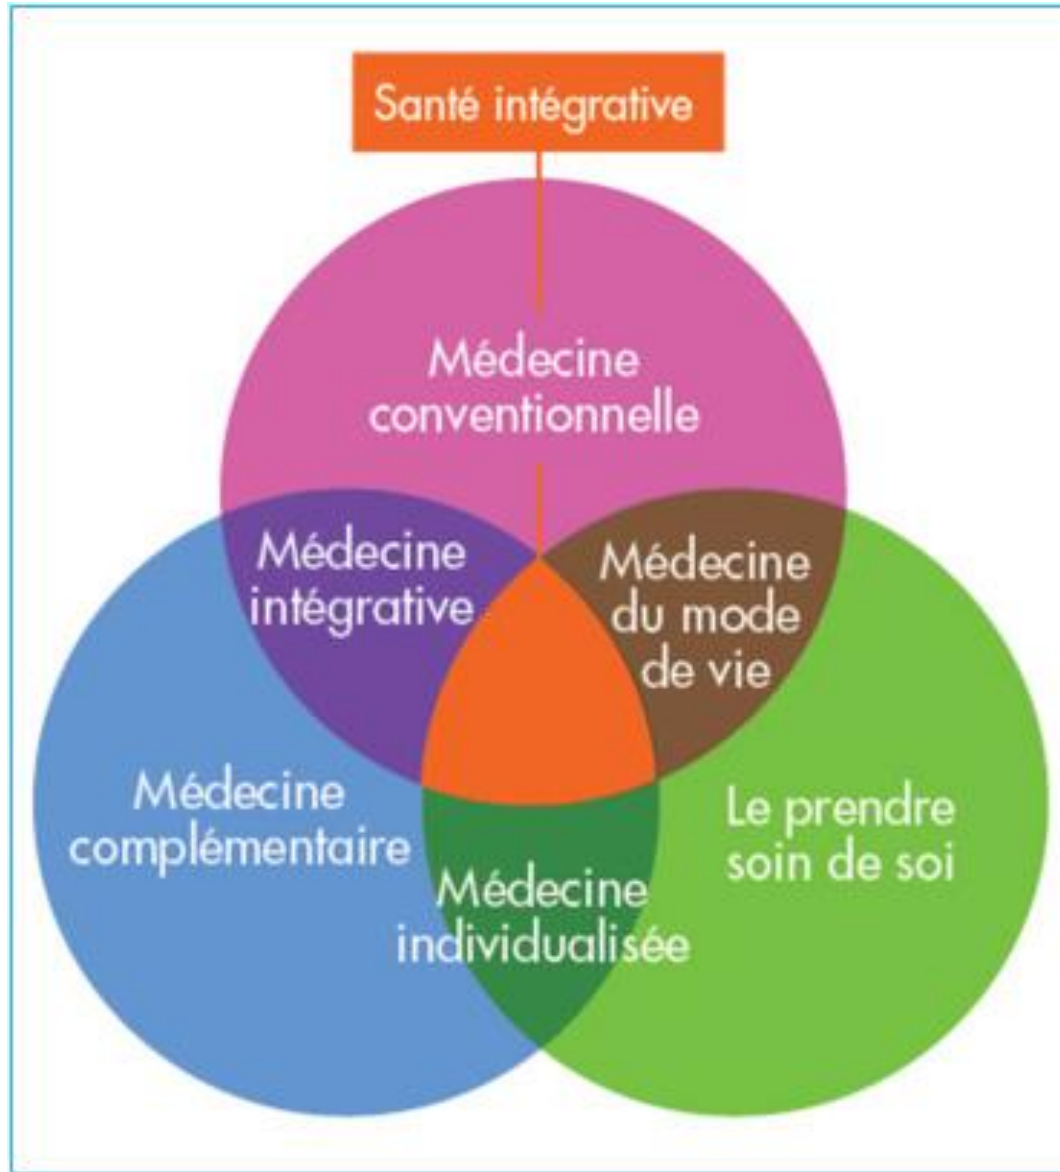 Santé intégrative
Médecine
conventionnelle
Médecine
intégrative
Médecine
du mode
de vie
Médecine
complémentaire
Le prendre
soin de soi
Médecine
individualisée